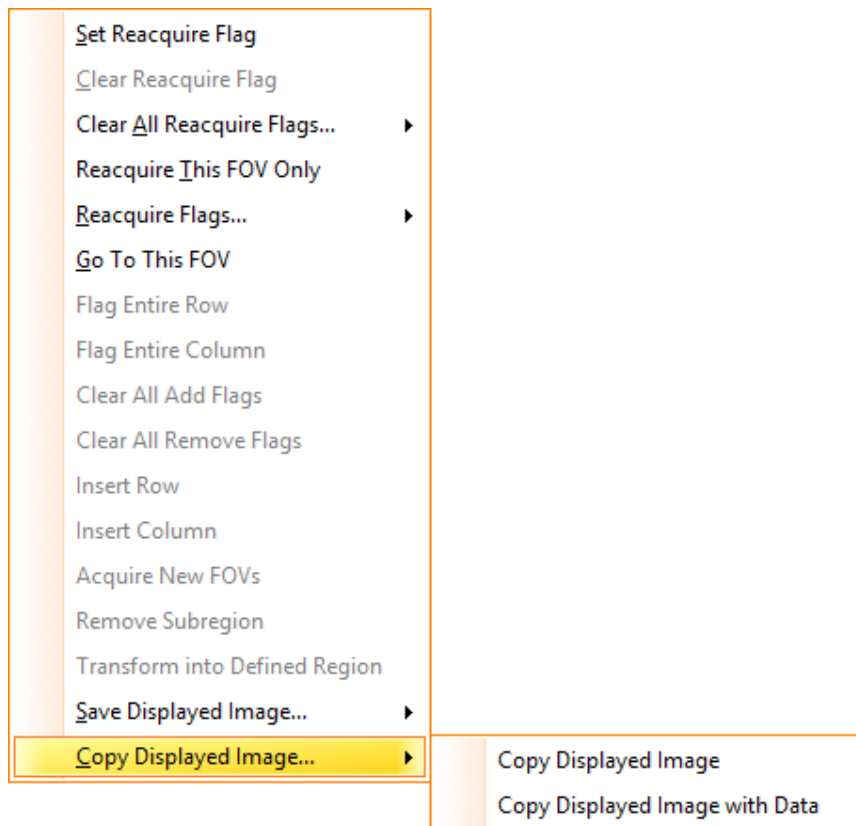 Set Reacquire Flag
Clear Reacquire Flag
Clear All Reacquire Flags...
Reacquire This FOV Only
Reacquire Flags...
Go To This FOV
Flag Entire Row
Flag Entire Column
Clear All Add Flags
Clear All Remove Flags
Insert Row
Insert Column
Acquire New FOVs
Remove Subregion
Transform into Defined Region
Save Displayed Image...
Copy Displayed Image...
Copy Displayed Image
Copy Displayed Image with Data